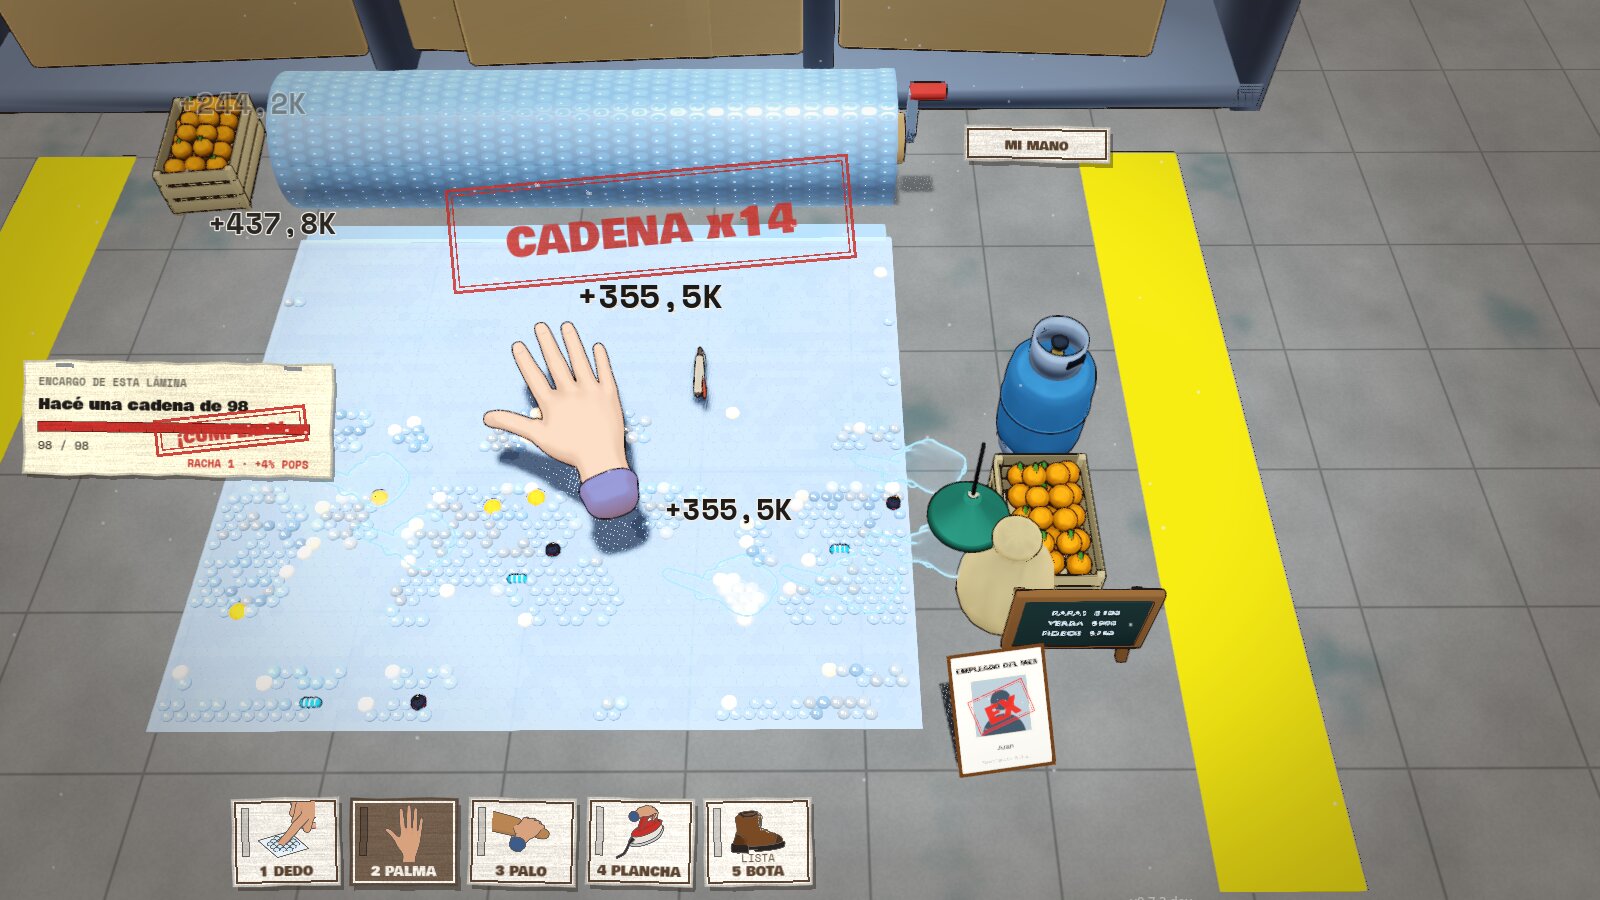 +244,2K
MI MANO
+437,8K
CADENA x14
+355,5K
ENCARGO DE ESTA LÁMINA
Hacé una cadena de 98
98 / 98
RACHA 1 · +4% POPS
+355,5K
EMPLEADO DEL MES
EX
Juan
1 DEDO
2 PALMA
3 PALO
4 PLANCHA
LISTA
5 BOTA